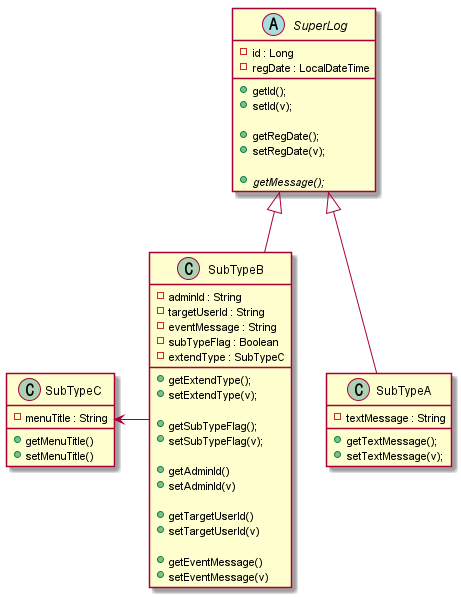 A SuperLog
id : Long
regDate : LocalDateTime
getId();
setId(v);
getRegDate();
setRegDate(v);
getMessage();
C SubTypeB
adminId : String
targetUserId : String
eventMessage : String
subTypeFlag : Boolean
extendType : SubTypeC
getExtendType();
setExtendType(v);
getSubTypeFlag();
setSubTypeFlag(v);
getAdminId()
setAdminId(v)
getTargetUserId()
setTargetUserId(v)
getEventMessage()
setEventMessage(v)
C SubTypeC
menuTitle : String
getMenuTitle()
setMenuTitle()
C SubTypeA
textMessage : String
getTextMessage();
setTextMessage(v);